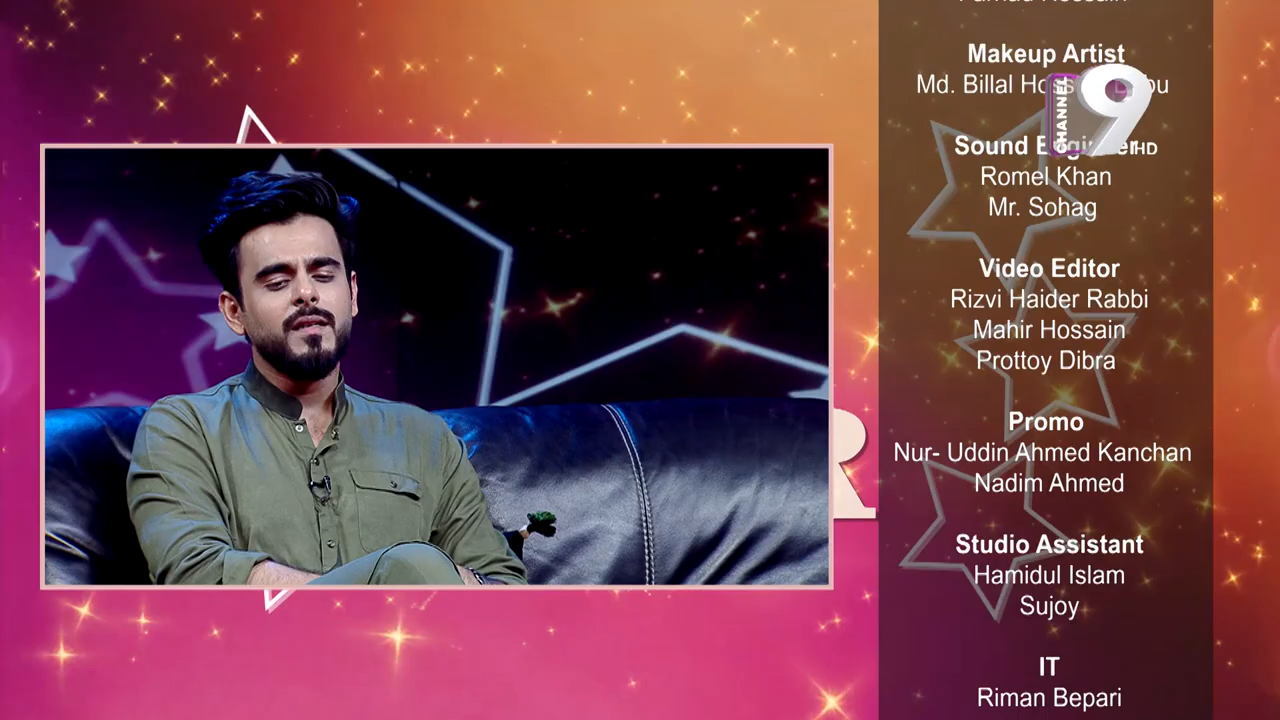 Makeup Artist
Md. Billal
CHANNEL 9 HD
Sound
Romel Khan
Mr. Sohag
Video Editor
Rizvi Haider Rabbi
Mahir Hossain
Prottoy Dibra
Promo
Nur- Uddin Ahmed Kanchan
Nadim Ahmed
R
Studio Assistant
Hamidul Islam
Sujoy
IT
Riman Bepari